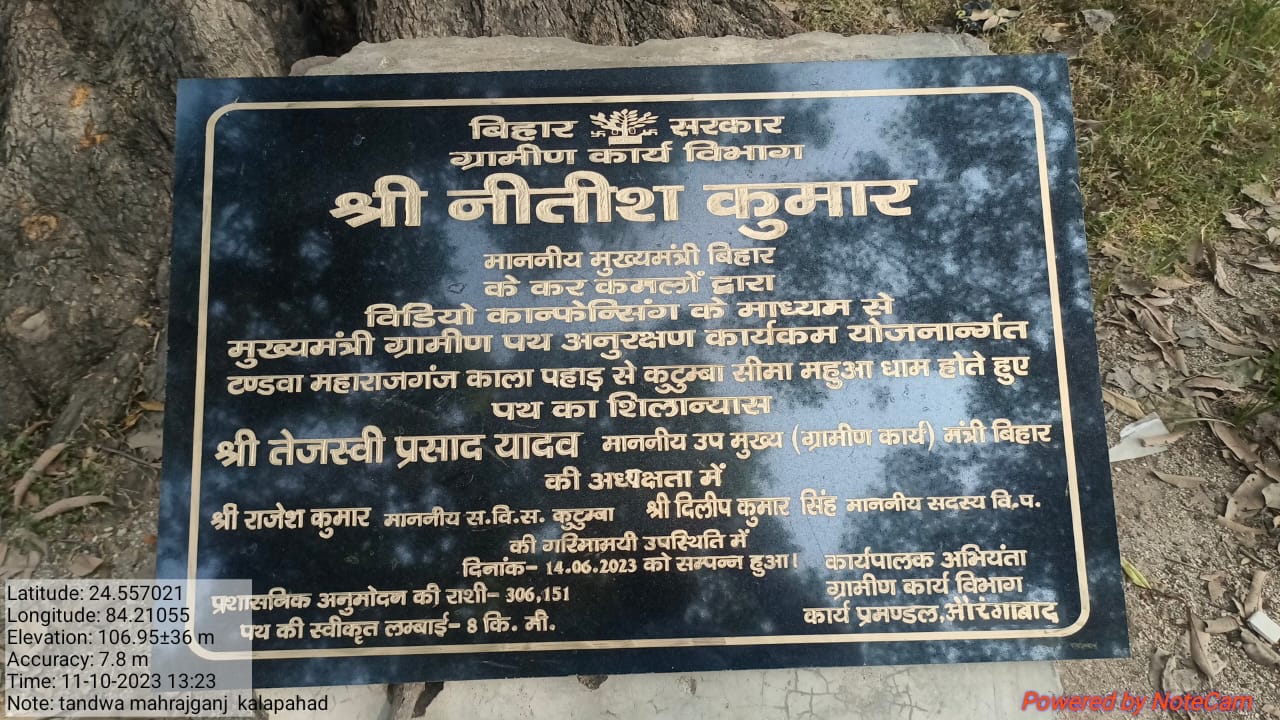 बिहार सरकार
ग्रामीण कार्य विभाग
श्री नीतीश कुमार
माननीय मुख्यमंत्री बिहार
के कर कमलों द्वारा
विडियो कान्फेन्सिंग के माध्यम से
मुख्यमंत्री ग्रामीण पथ अनुरक्षण कार्यकम योजनार्न्गत
टण्डवा महाराजगंज काला पहाड़ से कुटुम्बा सीमा महुआ धाम होते हुए
पथ का शिलान्यास
श्री तेजस्वी प्रसाद यादव माननीय उप मुख्य (ग्रामीण कार्य) मंत्री बिहार
की अध्यक्षता में
श्री राजेश कुमार माननीय स.वि.स. कुटुम्बा श्री दिलीप कुमार सिंह माननीय सदस्य वि.प.
की गरिमामयी उपस्थिति में
दिनांक- 14.06.2023 को सम्पन्न हुआ।
प्रशासनिक अनुमोदन की राशी- 306,151
पथ की स्वीकृत लम्बाई- 8 कि. मी.
कार्यपालक अभियंता
ग्रामीण कार्य विभाग
कार्य प्रमण्डल,औरंगाबाद
Latitude: 24.557021
Longitude: 84.21055
Elevation: 106.95±36 m
Accuracy: 7.8 m
Time: 11-10-2023 13:23
Note: tandwa mahrajganj kalapahad
Powered by NoteCam